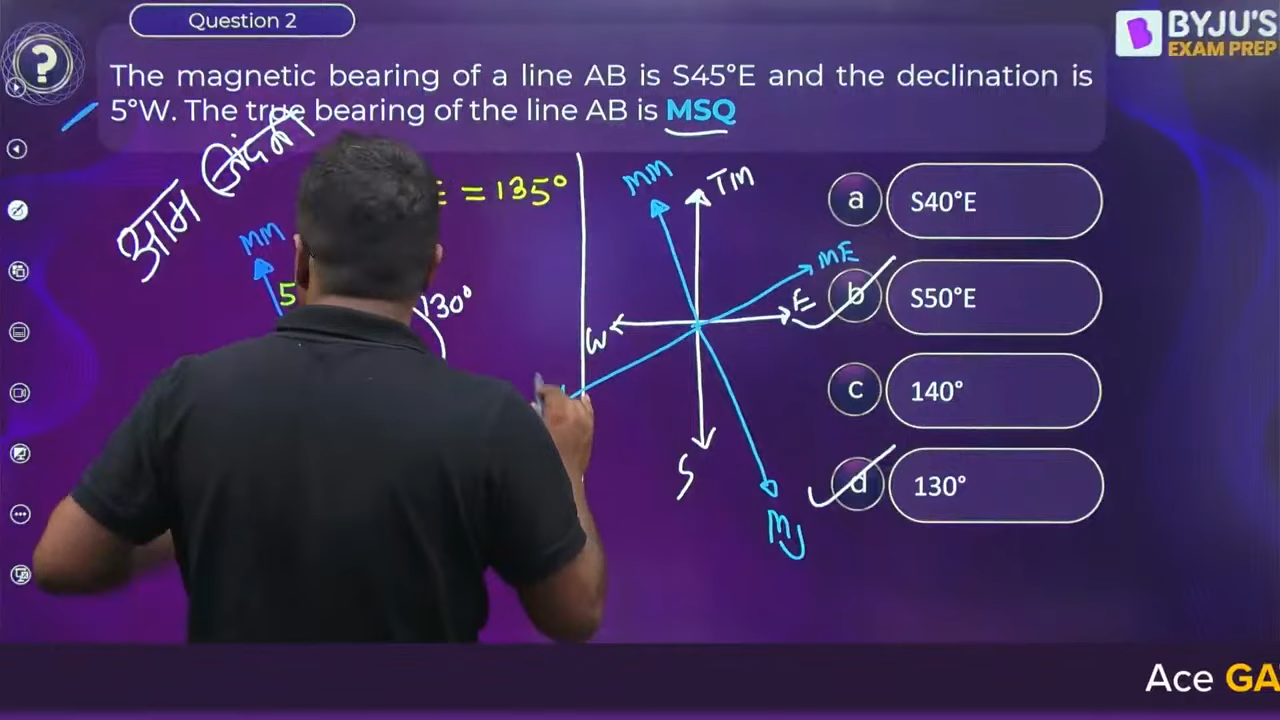 Question 2
BYJU'S
EXAM PREP
?
The magnetic bearing of a line AB is S45°E and the declination is
5°W. The true bearing of the line AB is MSQ
आम
E = 135°
MM
5
130°
MM
TM
ME
E
W
S
a
S40°E
b
S50°E
c
140°
d
130°
Ace GA